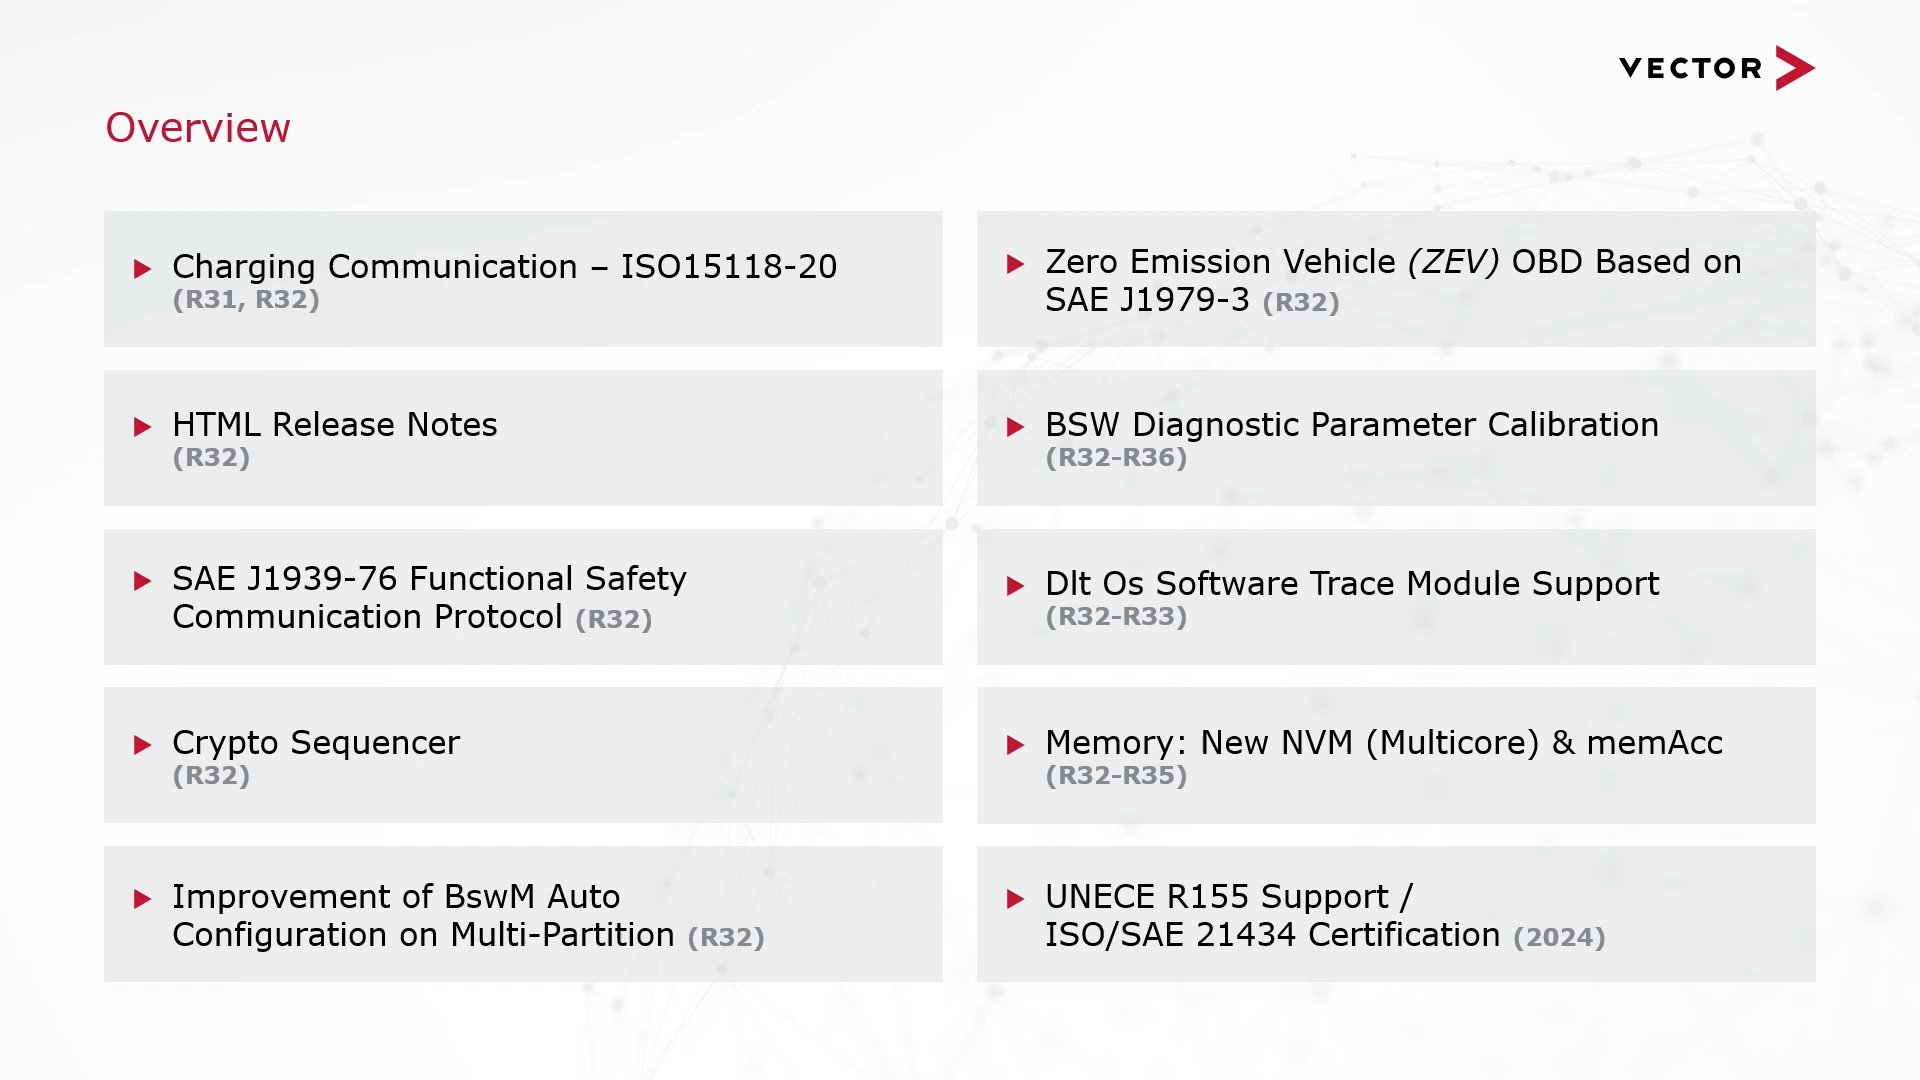 VECTOR
Overview
Charging Communication – ISO15118-20
(R31, R32)
HTML Release Notes
(R32)
SAE J1939-76 Functional Safety
Communication Protocol (R32)
Crypto Sequencer
(R32)
Improvement of BswM Auto
Configuration on Multi-Partition (R32)
Zero Emission Vehicle (ZEV) OBD Based on
SAE J1979-3 (R32)
BSW Diagnostic Parameter Calibration
(R32-R36)
Dlt Os Software Trace Module Support
(R32-R33)
Memory: New NVM (Multicore) & memAcc
(R32-R35)
UNECE R155 Support /
ISO/SAE 21434 Certification (2024)